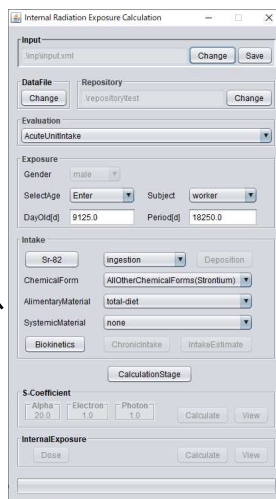 Internal Radiation Exposure Calculation
Input
.\inp\input.xml Change Save
DataFile Repository
Change .\repository\test Change
Evaluation
AcuteUnitIntake
Exposure
Gender male
SelectAge Enter Subject worker
DayOld[d] 9125.0 Period[d] 18250.0
Intake
Sr-82 ingestion Deposition
ChemicalForm AllOtherChemicalForms(Strontium)
AlimentaryMaterial total-diet
SystemicMaterial none
Biokinetics ChronicIntake IntakeEstimate
CalculationStage
S-Coefficient
Alpha Electron Photon
20.0 1.0 1.0 Calculate View
InternalExposure
Dose Calculate View